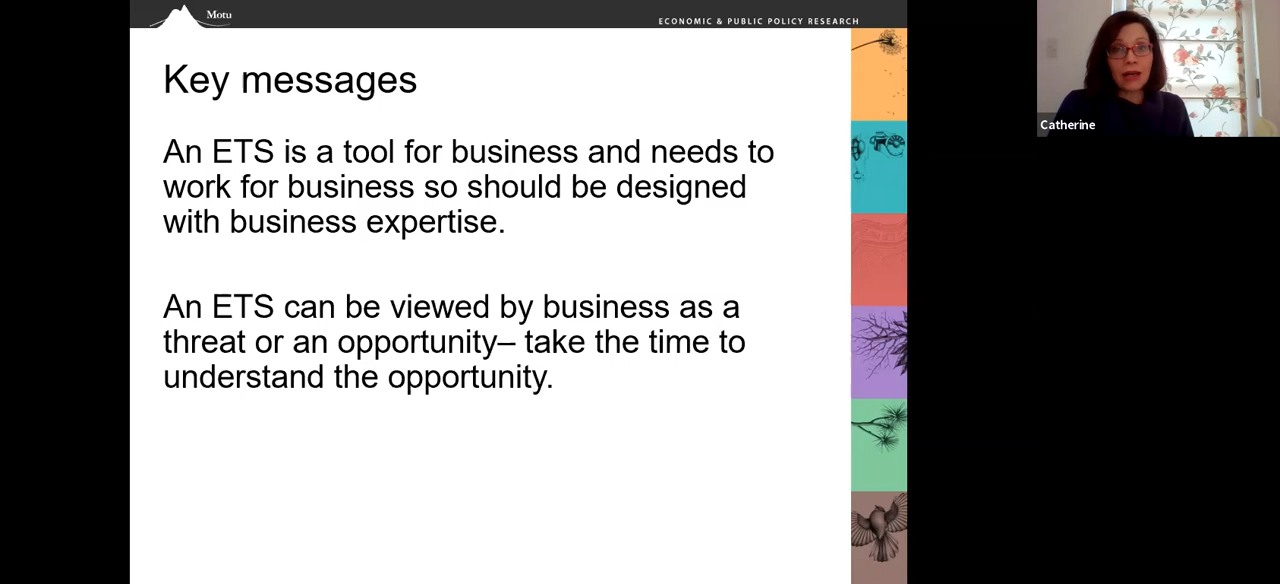 Motu
ECONOMIC & PUBLIC POLICY RESEARCH
Key messages
An ETS is a tool for business and needs to
work for business so should be designed
with business expertise.
An ETS can be viewed by business as a
threat or an opportunity– take the time to
understand the opportunity.
Catherine